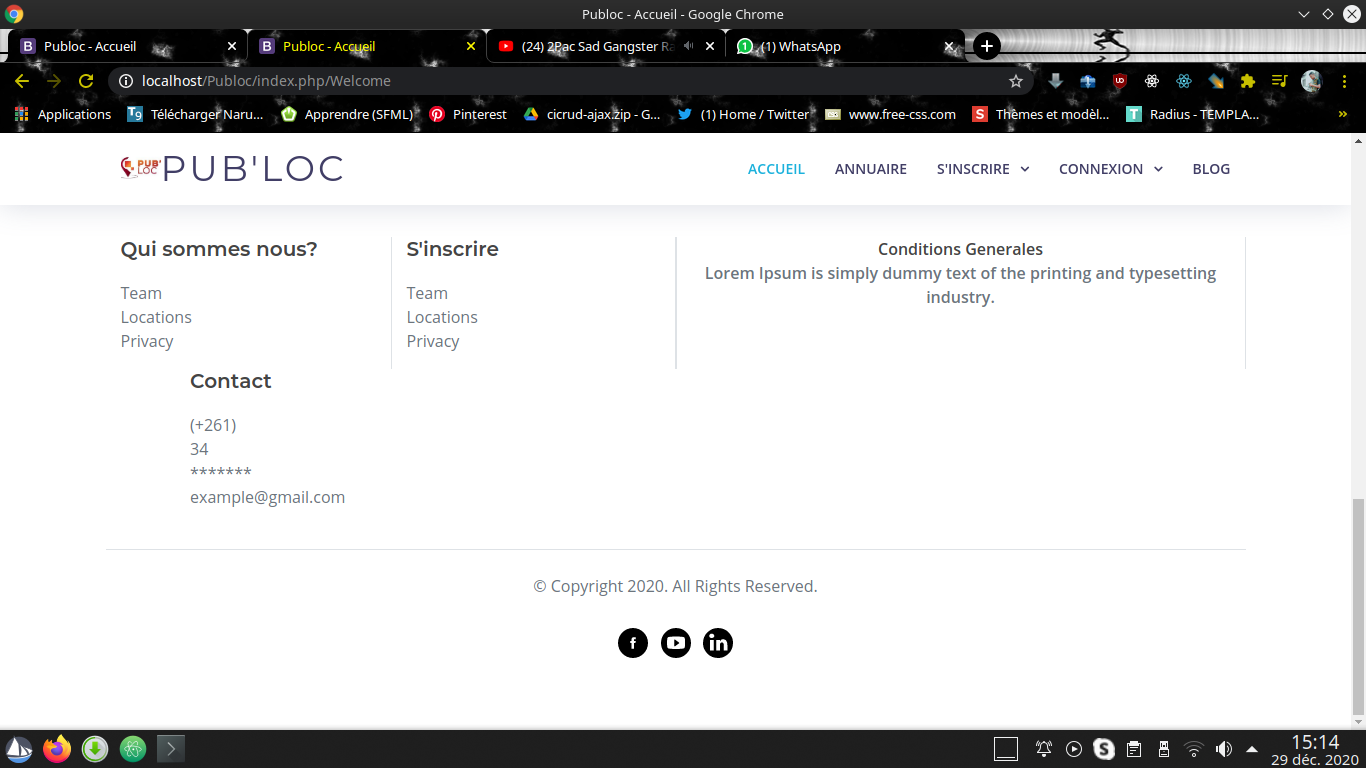 Publoc - Accueil - Google Chrome
Publoc - Accueil
Publoc - Accueil
(24) 2Pac Sad Gangster Ra
(1) WhatsApp
localhost/Publoc/index.php/Welcome
Applications
Télécharger Naru...
Apprendre (SFML)
Pinterest
cicrud-ajax.zip - G...
(1) Home / Twitter
www.free-css.com
Thèmes et modèl...
Radius - TEMPLA...
PUB' LOC
PUB'LOC
ACCUEIL
ANNUAIRE
S'INSCRIRE
CONNEXION
BLOG
Qui sommes nous?
Team
Locations
Privacy
S'inscrire
Team
Locations
Privacy
Conditions Generales
Lorem Ipsum is simply dummy text of the printing and typesetting
industry.
Contact
(+261)
34
*******
example@gmail.com
© Copyright 2020. All Rights Reserved.
15:14
29 déc. 2020